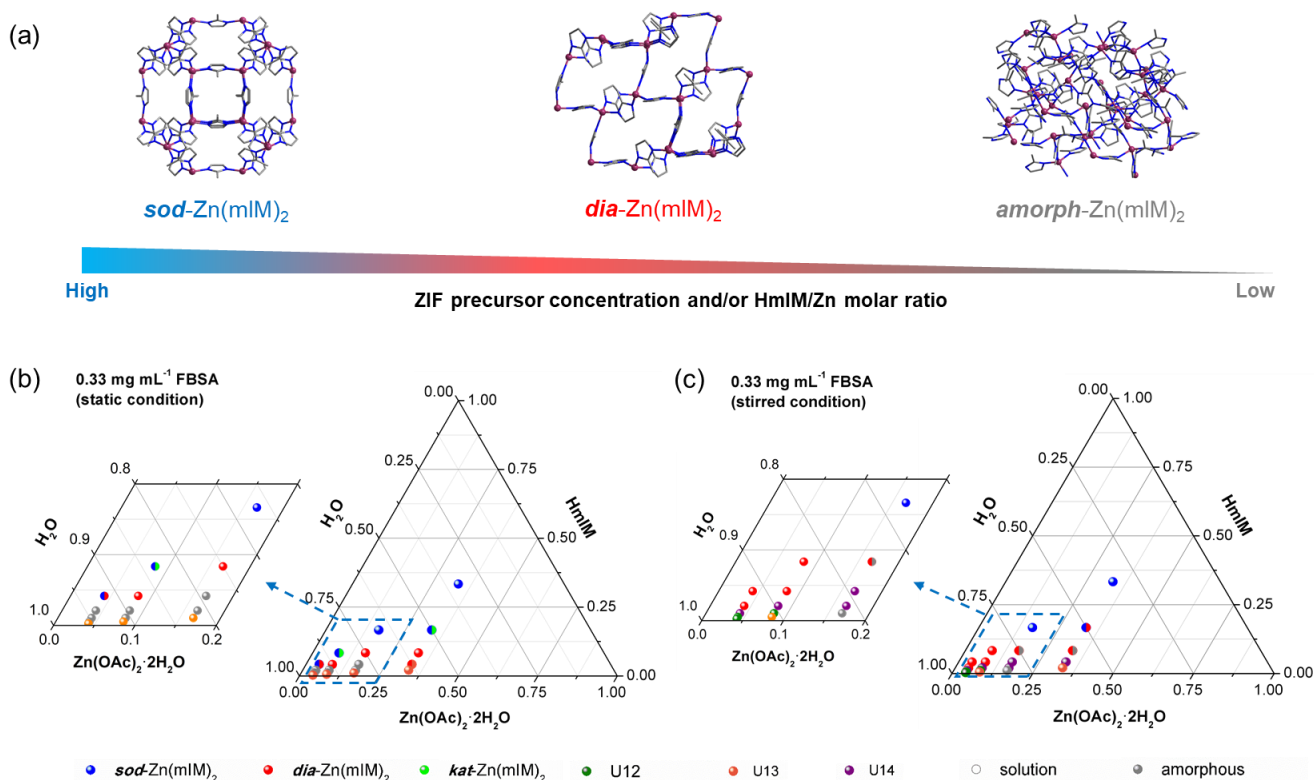 (a)
sod-Zn(mIM)2
dia-Zn(mIM)2
amorph-Zn(mIM)2
High
ZIF precursor concentration and/or HmIM/Zn molar ratio
Low
(b)
0.33 mg mL-1 FBSA
(static condition)
0.00
1.00
0.25
0.75
H2O
HmIM
0.50
0.50
0.75
0.25
1.00
0.00
0.00
0.25
0.50
0.75
1.00
Zn(OAc)2·2H2O
0.8
H2O
0.9
1.0
0.0
0.1
0.2
Zn(OAc)2·2H2O
(c)
0.33 mg mL-1 FBSA
(stirred condition)
0.00
1.00
0.25
0.75
H2O
HmIM
0.50
0.50
0.75
0.25
1.00
0.00
0.00
0.25
0.50
0.75
1.00
Zn(OAc)2·2H2O
0.8
H2O
0.9
1.0
0.0
0.1
0.2
Zn(OAc)2·2H2O
sod-Zn(mIM)2
dia-Zn(mIM)2
kat-Zn(mIM)2
U12
U13
U14
solution
amorphous